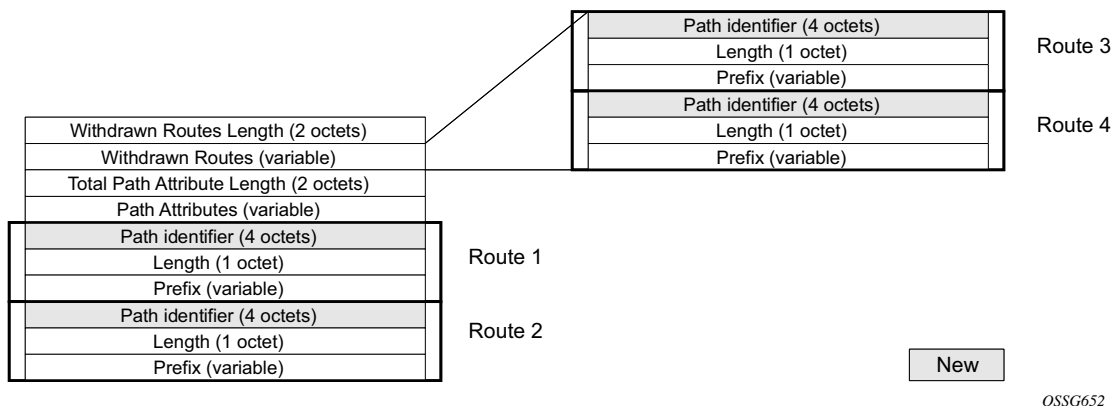 Path identifier (4 octets)
Length (1 octet)
Prefix (variable)
Route 3
Path identifier (4 octets)
Length (1 octet)
Prefix (variable)
Route 4
Withdrawn Routes Length (2 octets)
Withdrawn Routes (variable)
Total Path Attribute Length (2 octets)
Path Attributes (variable)
Path identifier (4 octets)
Length (1 octet)
Prefix (variable)
Route 1
Path identifier (4 octets)
Length (1 octet)
Prefix (variable)
Route 2
New
OSSG652